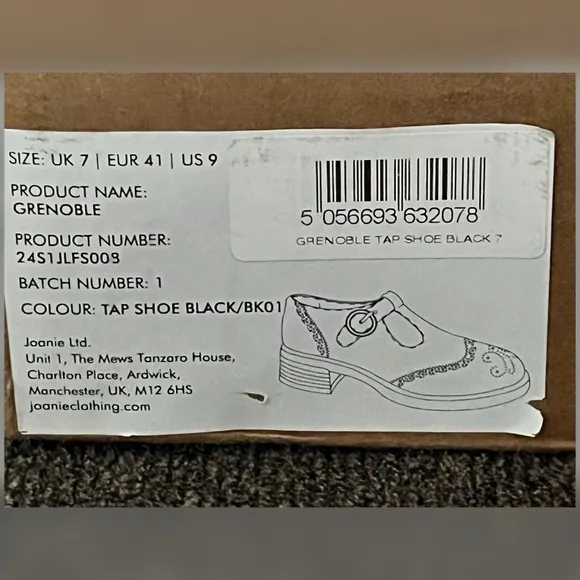 SIZE: UK 7 | EUR 41 | US 9
PRODUCT NAME:
GRENOBLE
PRODUCT NUMBER:
24S1JLFS008
BATCH NUMBER: 1
COLOUR: TAP SHOE BLACK/BK01
Joanie Ltd.
Unit 1, The Mews Tanzaro House,
Charlton Place, Ardwick,
Manchester, UK, M12 6HS
joanieclothing.com
5 056693 632078
GRENOBLE TAP SHOE BLACK 7